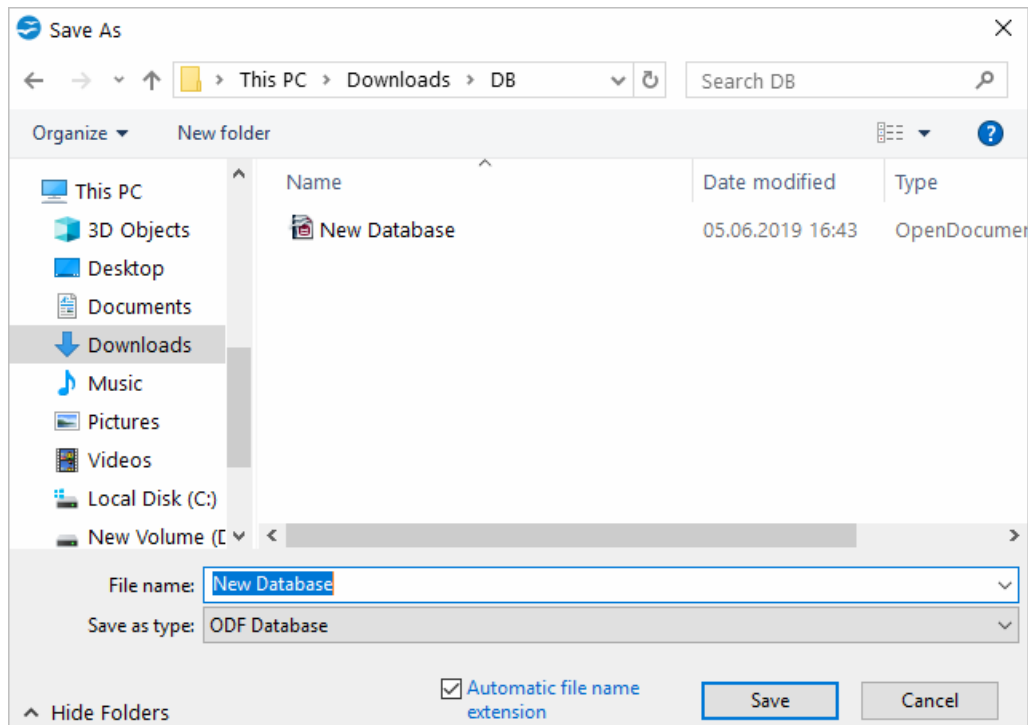 Save As
This PC > Downloads > DB
Search DB
Organize
New folder
?
This PC
3D Objects
Desktop
Documents
Downloads
Music
Pictures
Videos
Local Disk (C:)
New Volume (D
Name Date modified Type
New Database 05.06.2019 16:43 OpenDocumen
File name: New Database
Save as type: ODF Database
Automatic file name
extension
Hide Folders
Save
Cancel